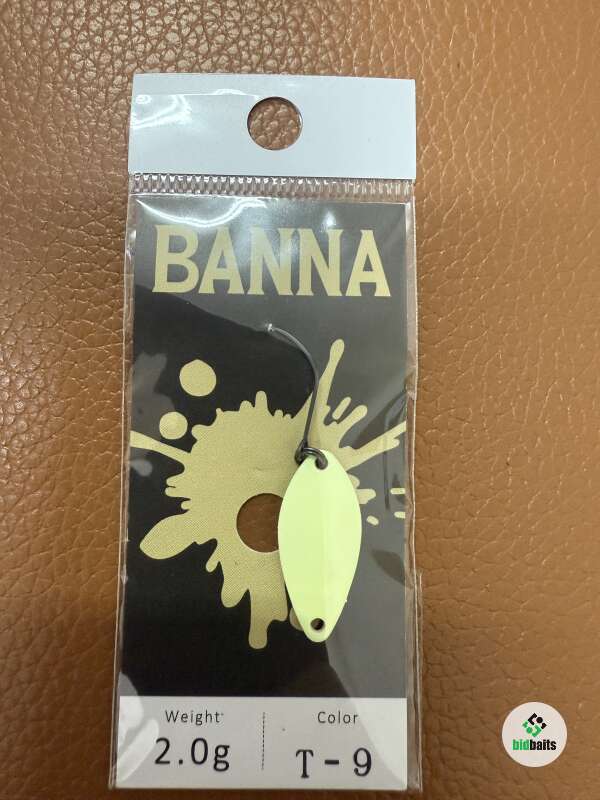 BANNA
Weight Color
2.0g T-9
bidbaits